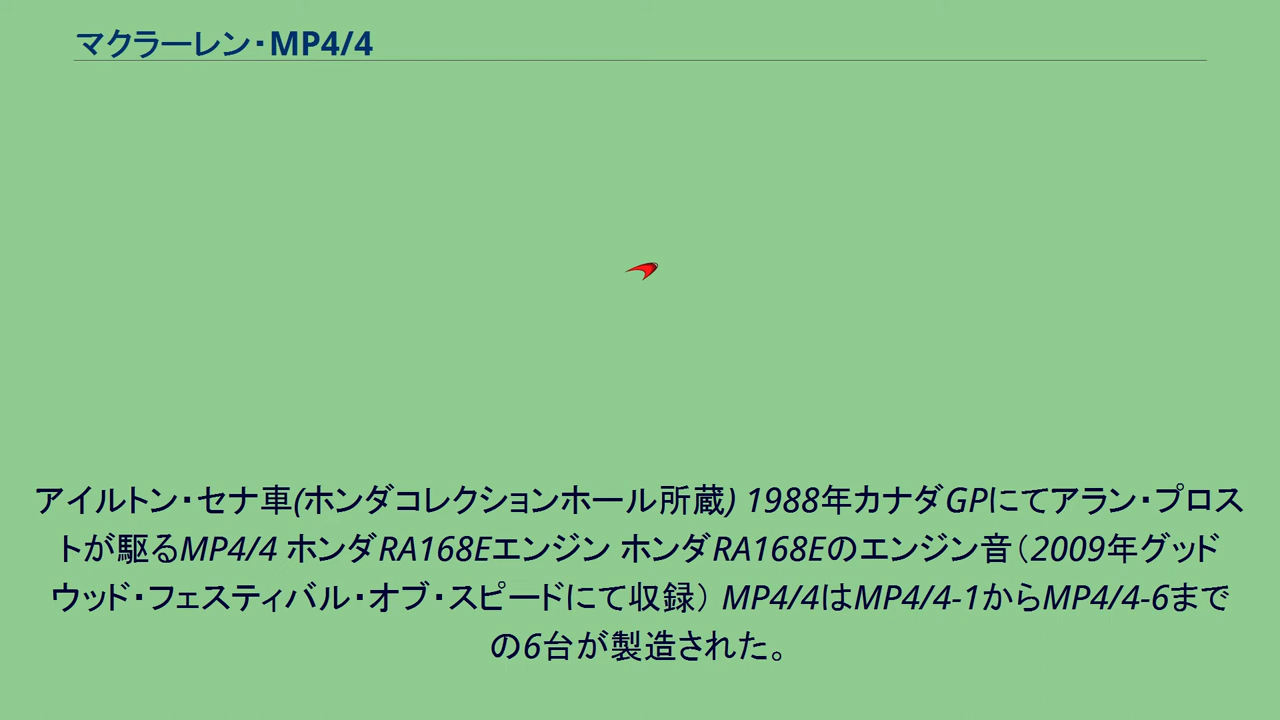 マクラーレン・MP4/4
アイルトン・セナ車(ホンダコレクションホール所蔵) 1988年カナダGPにてアラン・プロス
トが駆るMP4/4 ホンダRA168Eエンジン ホンダRA168Eのエンジン音（2009年グッド
ウッド・フェスティバル・オブ・スピードにて収録） MP4/4はMP4/4-1からMP4/4-6まで
の6台が製造された。